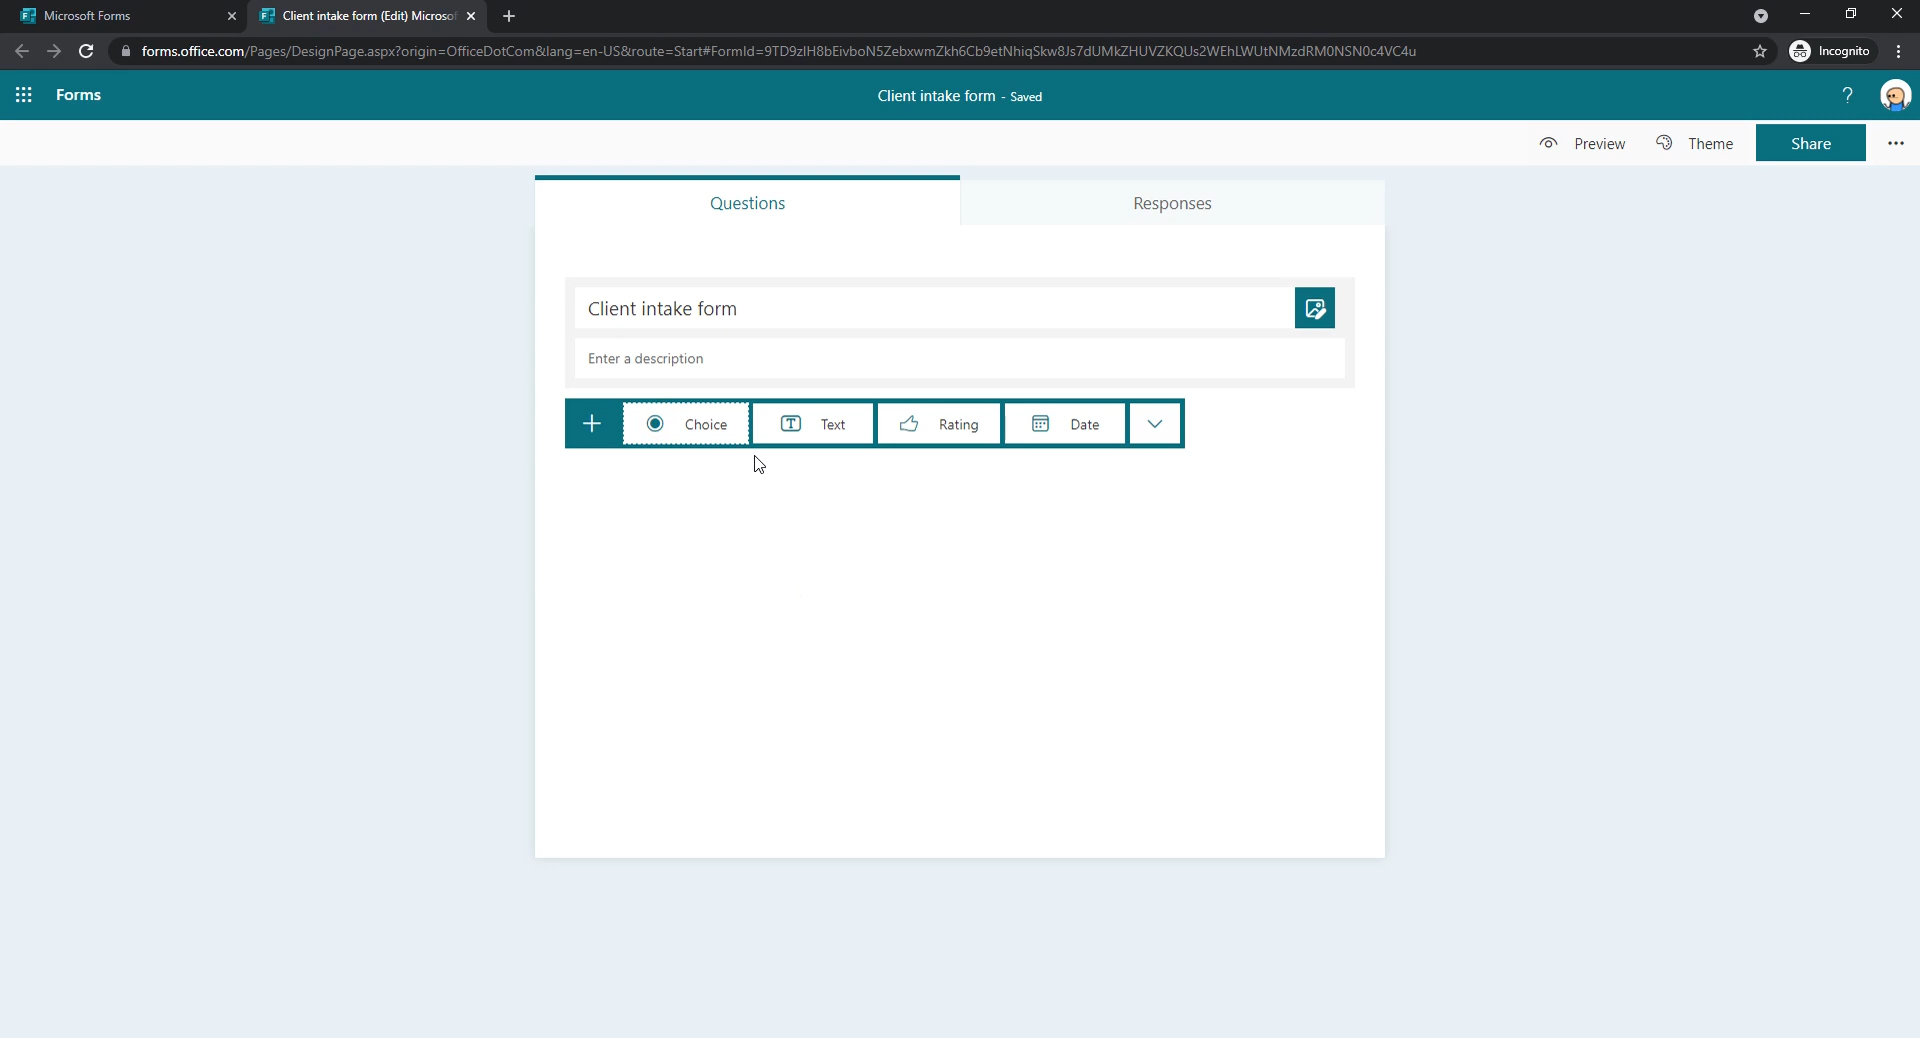 Microsoft Forms
Client intake form (Edit) Microsof
forms.office.com/Pages/DesignPage.aspx?origin=OfficeDotCom&lang=en-US&route=Start#FormId=9TD9zIH8bEivboN5ZebxwmZkh6Cb9etNhiqSkw8Js7dUMkZHUVZKQUs2WEhLWUtNMzdRM0NSN0c4VC4u
Incognito
Forms
Client intake form - Saved
?
Preview
Theme
Share
Questions
Responses
Client intake form
Enter a description
Choice
Text
Rating
Date